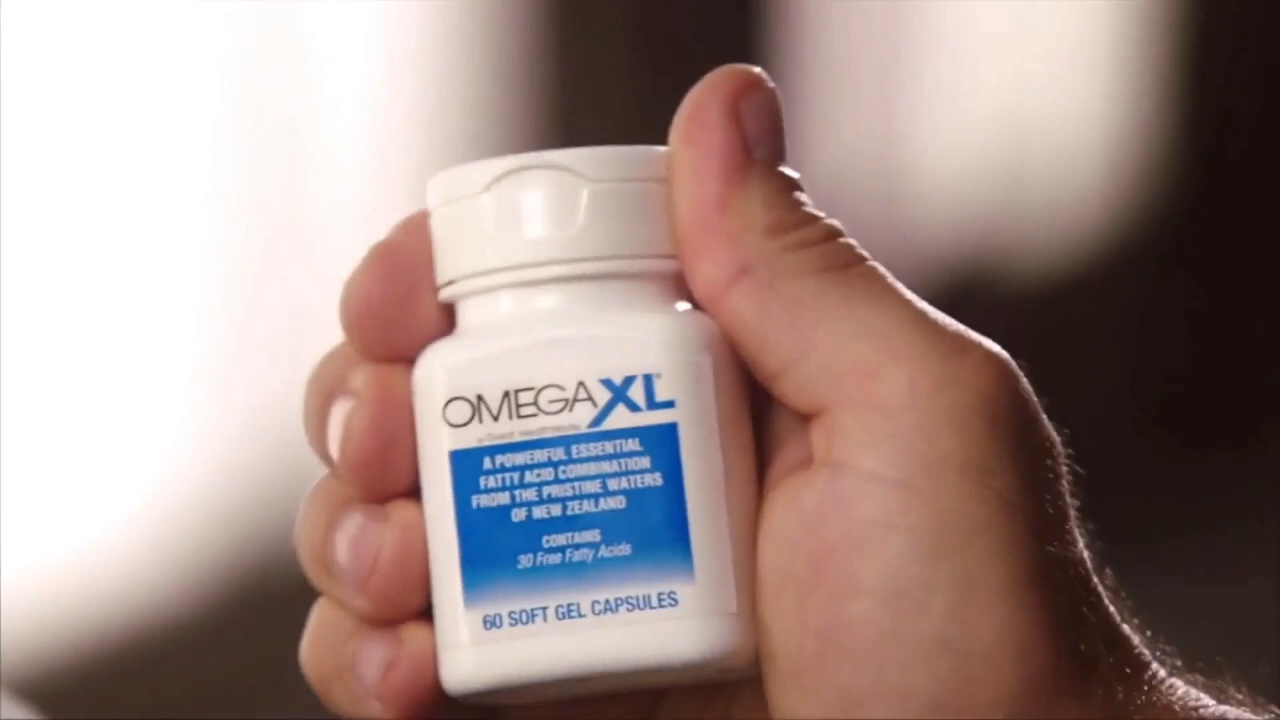 OMEGAXL®
A POWERFUL ESSENTIAL
FATTY ACID COMBINATION
FROM THE PRISTINE WATERS
OF NEW ZEALAND
CONTAINS
30 Free Fatty Acids
60 SOFT GEL CAPSULES